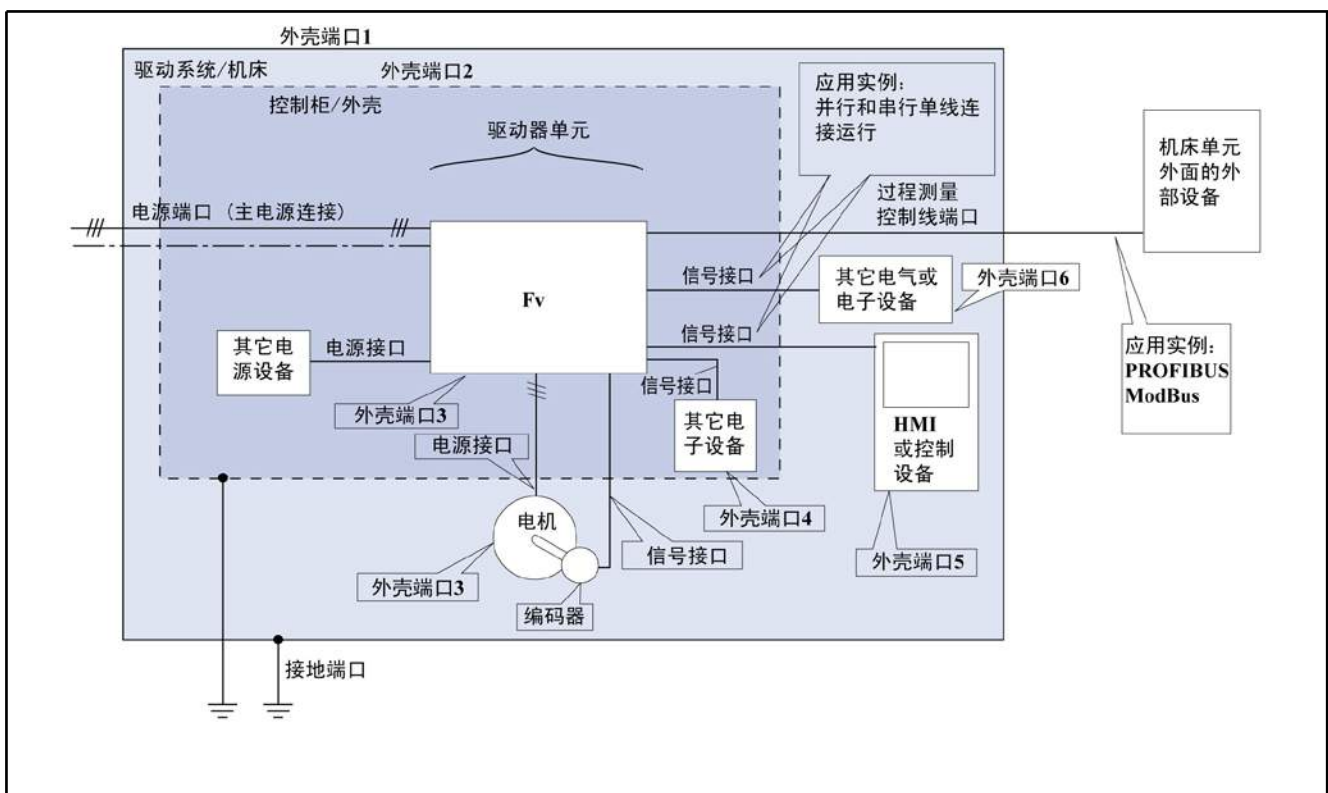 外壳端口1
驱动系统/机床
外壳端口2
控制柜/外壳
驱动器单元
应用实例：
并行和串行单线连
接运行
机床单元
外面的外
部设备
电源端口 (主电源连接)
过程测量
控制线端口
Fv
信号接口
其它电气或
电子设备
外壳端口6
信号接口
其它电
源设备
电源接口
信号接口
应用实例：
PROFIBUS
ModBus
外壳端口3
HMI
或控制
设备
其它电
子设备
电源接口
外壳端口4
电机
信号接口
外壳端口5
外壳端口3
编码器
接地端口